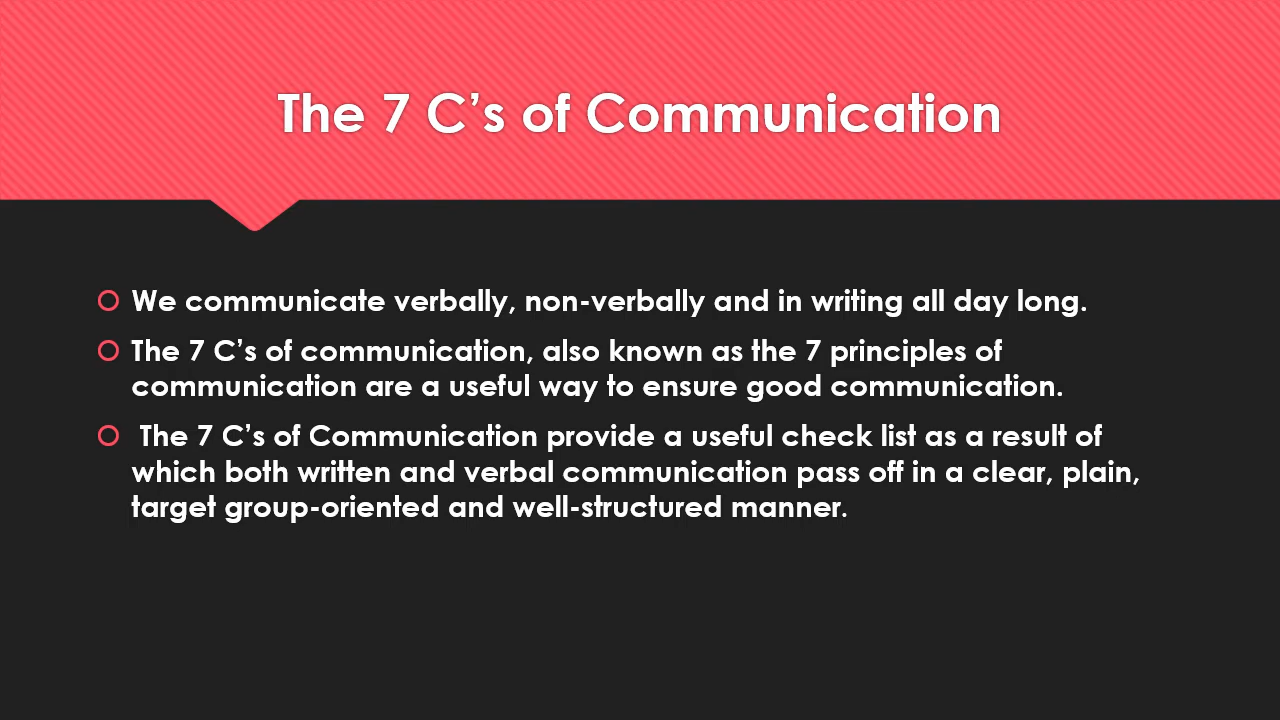 The 7 C’s of Communication
We communicate verbally, non-verbally and in writing all day long.
The 7 C’s of communication, also known as the 7 principles of
communication are a useful way to ensure good communication.
The 7 C’s of Communication provide a useful check list as a result of
which both written and verbal communication pass off in a clear, plain,
target group-oriented and well-structured manner.